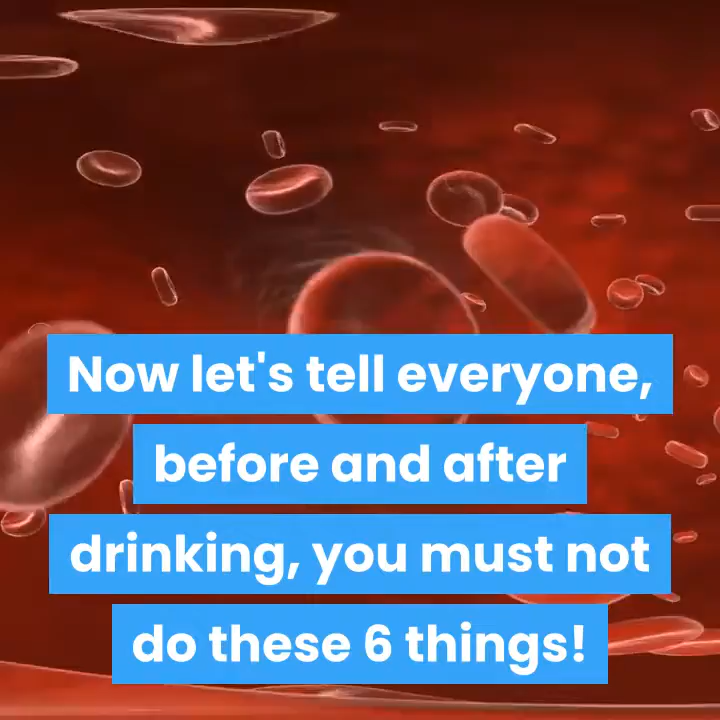 Now let's tell everyone,
before and after
drinking, you must not
do these 6 things!